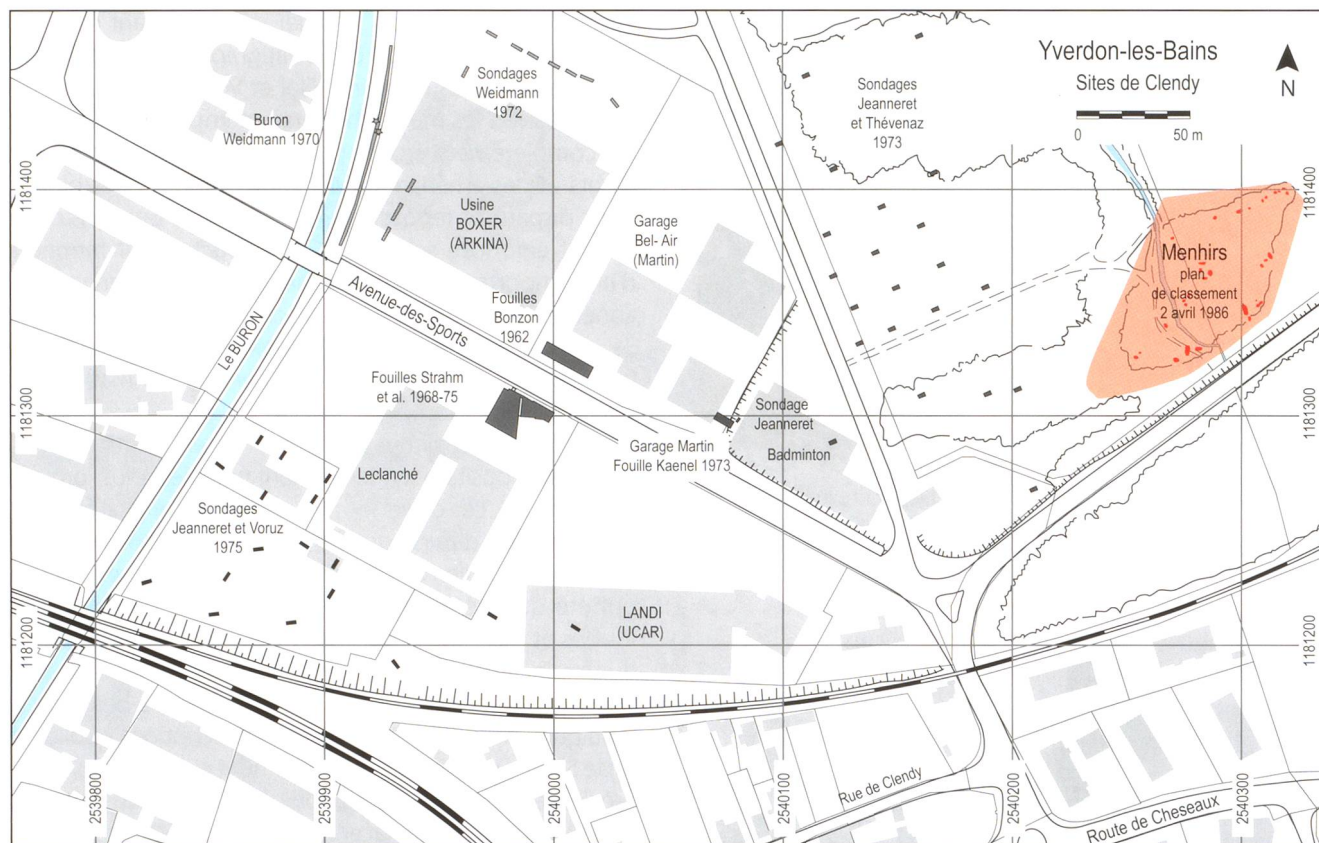 Yverdon-les-Bains
Sites de Clendy
N
0
50 m
Sondages
Weidmann
1972
Buron
Weidmann 1970
Sondages
Jeanneret
et Thévenaz
1973
1181400
1181400
Usine
BOXER
(ARKINA)
Garage
Bel- Air
(Martin)
Menhirs
plan
de classement
2 avril 1986
Avenue-des-Sports
Fouilles
Bonzon
1962
Le BURON
Fouilles Strahm
et al. 1968-75
1181300
1181300
Sondage
Jeanneret
Badminton
Garage Martin
Fouille Kaenel 1973
Leclanché
Sondages
Jeanneret et Voruz
1975
LANDI
(UCAR)
1181200
1181200
2539800
2539900
2540000
2540100
2540200
2540300
Rue de Clendy
Route de Cheseaux